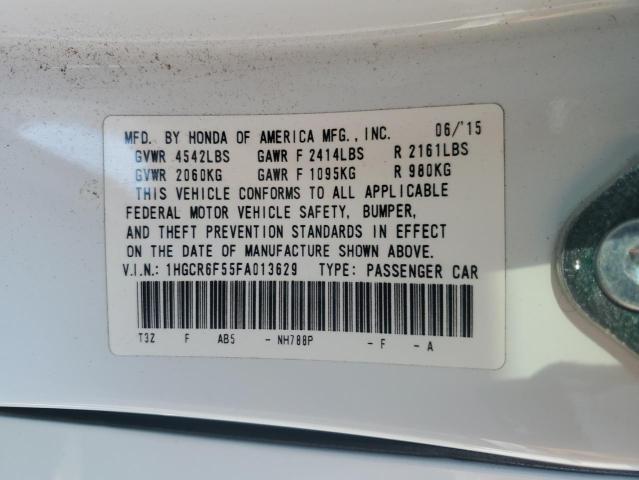 MFD. BY HONDA OF AMERICA MFG., INC. 06/'15
GVWR 4542LBS GAWR F 2414LBS R 2161LBS
GVWR 2060KG GAWR F 1095KG R 980KG
THIS VEHICLE CONFORMS TO ALL APPLICABLE
FEDERAL MOTOR VEHICLE SAFETY, BUMPER,
AND THEFT PREVENTION STANDARDS IN EFFECT
ON THE DATE OF MANUFACTURE SHOWN ABOVE.
V.I.N.: 1HGCR6F55FA013629 TYPE: PASSENGER CAR
T3Z F AB5 - NH788P - F - A